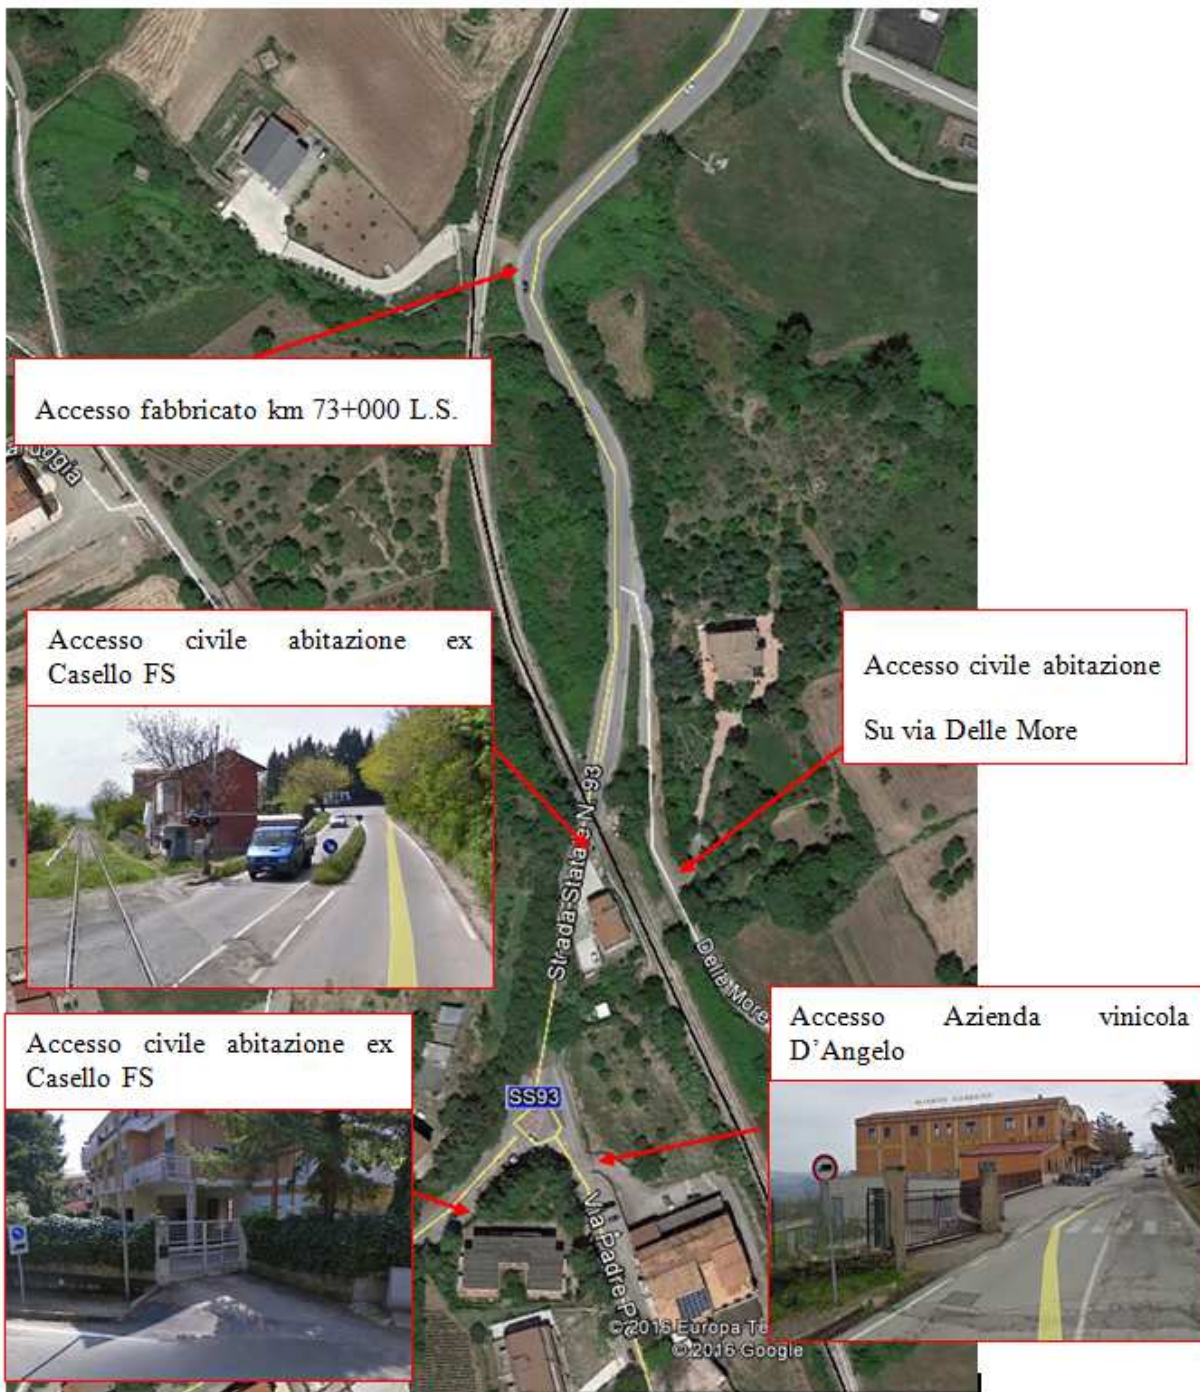 Accesso fabbricato km 73+000 L.S.
oggia
Accesso civile abitazione ex
Casello FS
Accesso civile abitazione
Su via Delle More
Strada Statale N. 93
Delle More
Accesso civile abitazione ex
Casello FS
SS93
Accesso Azienda vinicola
D'Angelo
Via Padre P
© 2016 Europa Te
© 2016 Google